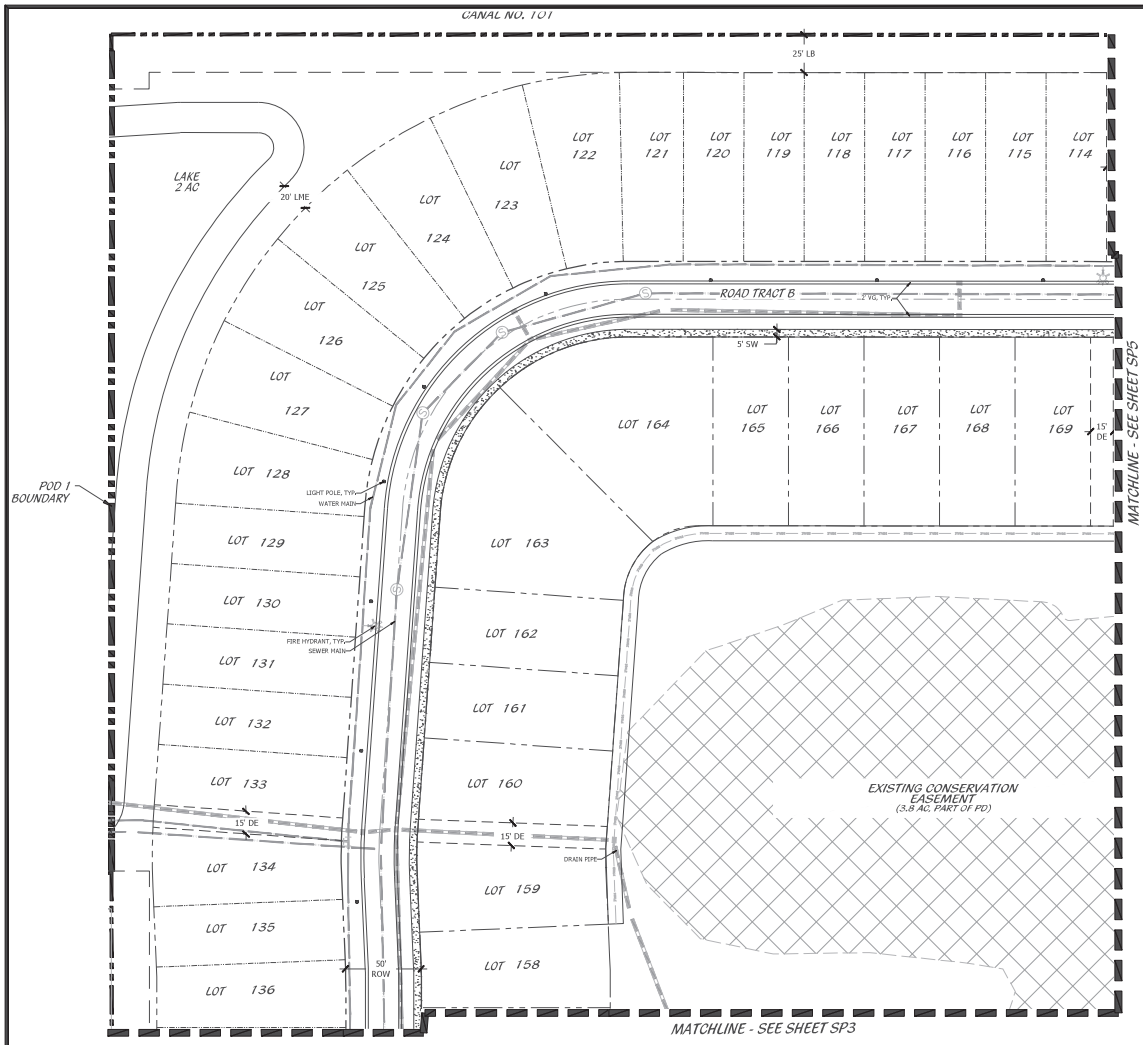 CANAL NO. 101
25' LB
LOT
122
LOT
121
LOT
120
LOT
119
LOT
118
LOT
117
LOT
116
LOT
115
LOT
114
LAKE
2 AC
20' LME
LOT
123
LOT
124
LOT
125
LOT
126
LOT
127
LOT 128
LOT 129
LOT 130
LOT 131
LOT 132
LOT 133
15' DE
LOT 134
LOT 135
LOT 136
POD 1
BOUNDARY
LIGHT POLE, TYP.
WATER MAIN
FIRE HYDRANT, TYP.
SEWER MAIN
S
S
S
S
ROAD TRACT B
2' VG, TYP.
5' SW
LOT 164
LOT
165
LOT
166
LOT
167
LOT
168
LOT
169
15'
DE
MATCHLINE - SEE SHEET SP5
LOT 163
LOT 162
LOT 161
LOT 160
15' DE
DRAIN PIPE
LOT 159
LOT 158
50'
ROW
EXISTING CONSERVATION
EASEMENT
(3.8 AC, PART OF PD)
MATCHLINE - SEE SHEET SP3